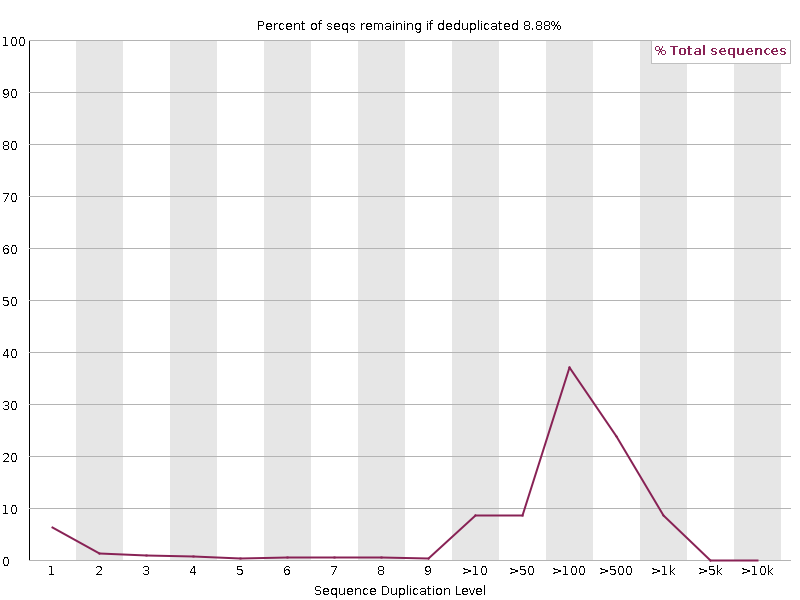 Percent of seqs remaining if deduplicated 8.88%
% Total sequences
100
90
80
70
60
50
40
30
20
10
0
1 2 3 4 5 6 7 8 9 >10 >50 >100 >500 >1k >5k >10k
Sequence Duplication Level